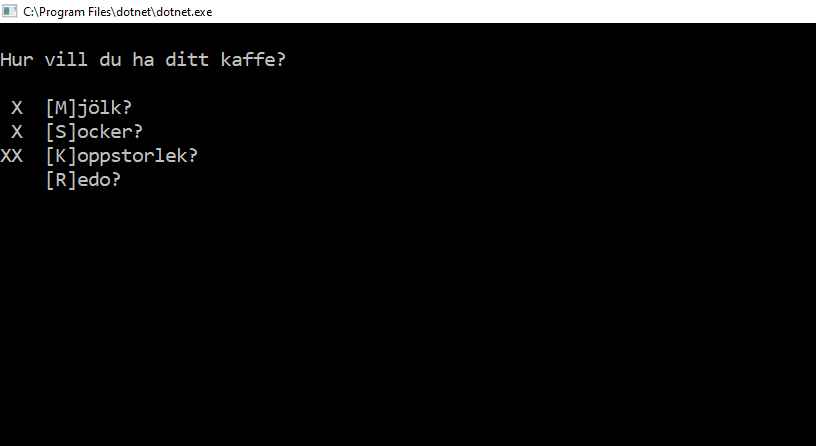 C:\Program Files\dotnet\dotnet.exe
Hur vill du ha ditt kaffe?
X [M]jölk?
X [S]ocker?
XX [K]oppstorlek?
[R]edo?